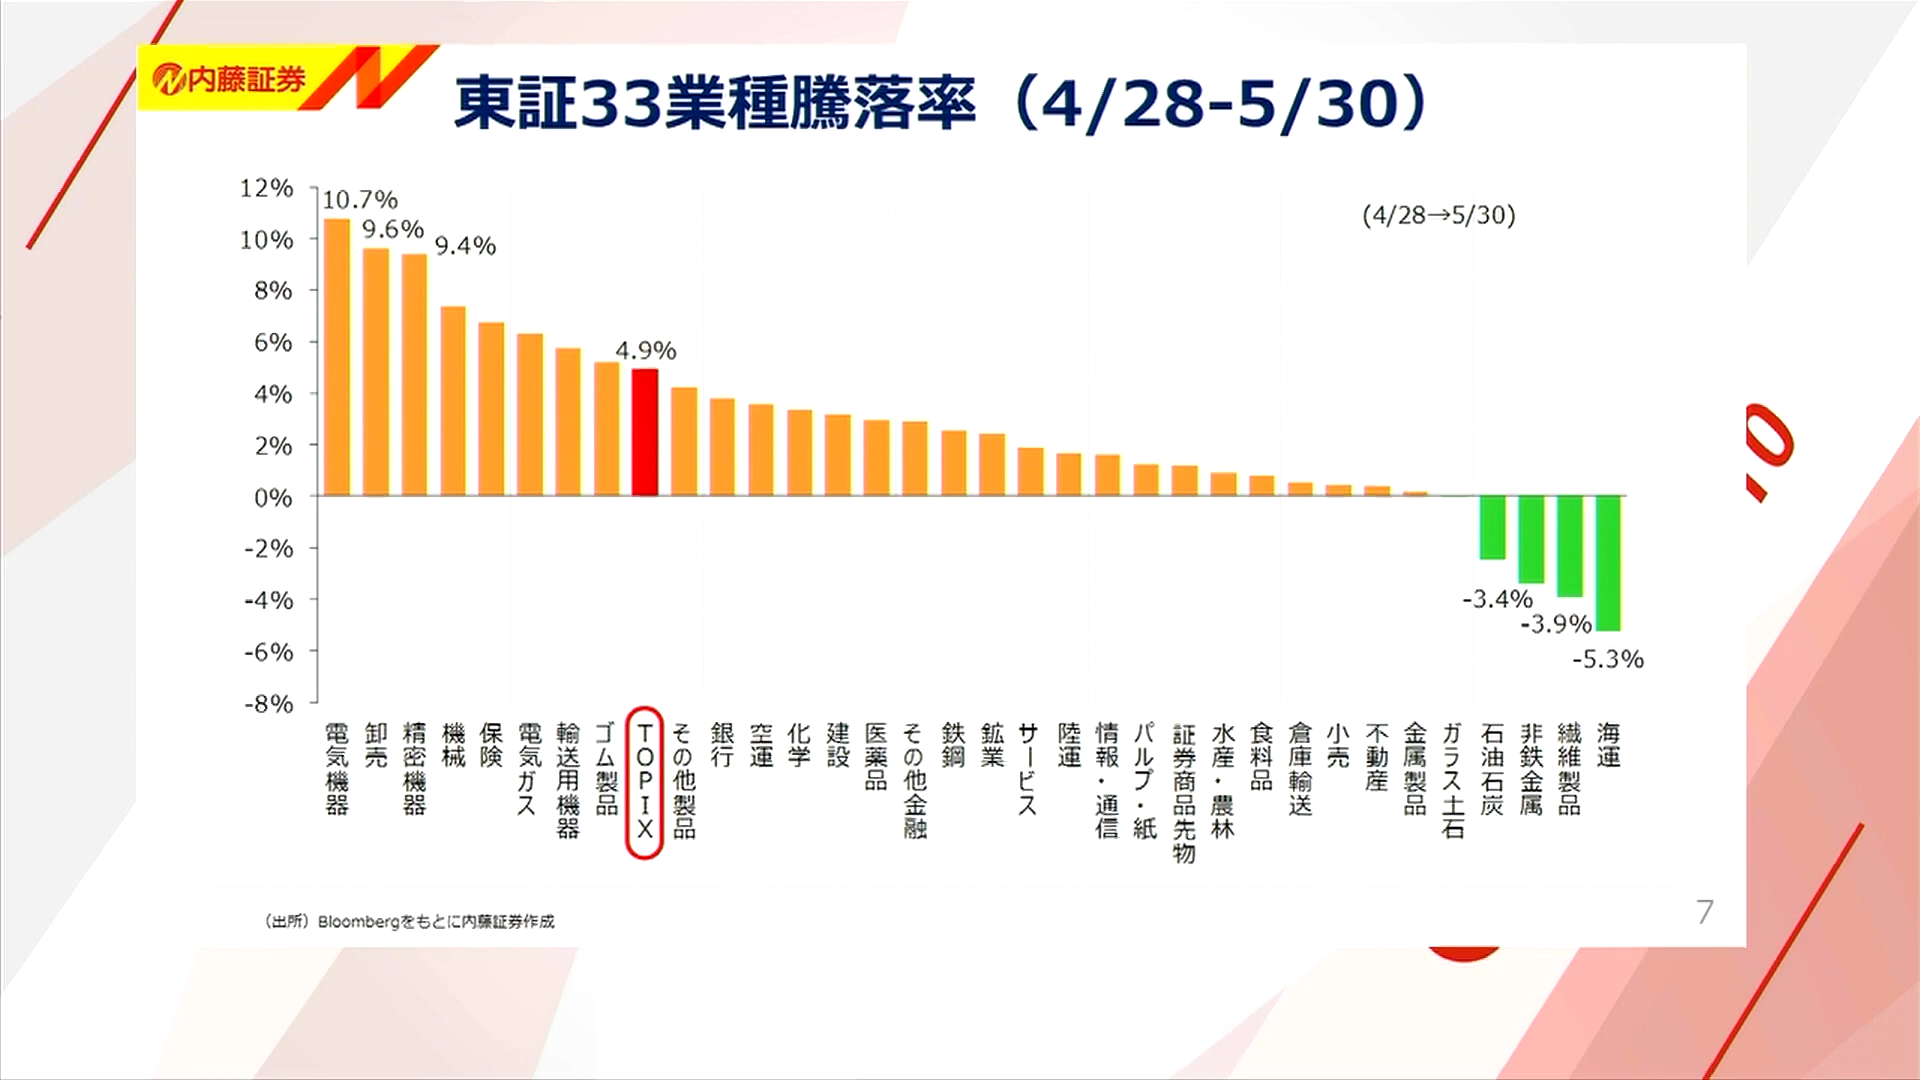 内藤証券
東証33業種騰落率（4/28-5/30）
(4/28→5/30)
12%
10%
8%
6%
4%
2%
0%
-2%
-4%
-6%
-8%
10.7%
9.6%
9.4%
4.9%
-3.4%
-3.9%
-5.3%
電気機器
卸売
精密機器
機械
保険
電気ガス
輸送用機器
ゴム製品
TOPIX
その他製品
銀行
空運
化学
建設
医薬品
その他金融
鉄鋼
鉱業
サービス
陸運
情報・通信
パルプ・紙
証券商品先物
水産・農林
食料品
倉庫輸送
小売
不動産
金属製品
ガラス土石
石油石炭
非鉄金属
繊維製品
海運
（出所）Bloombergをもとに内藤証券作成
7